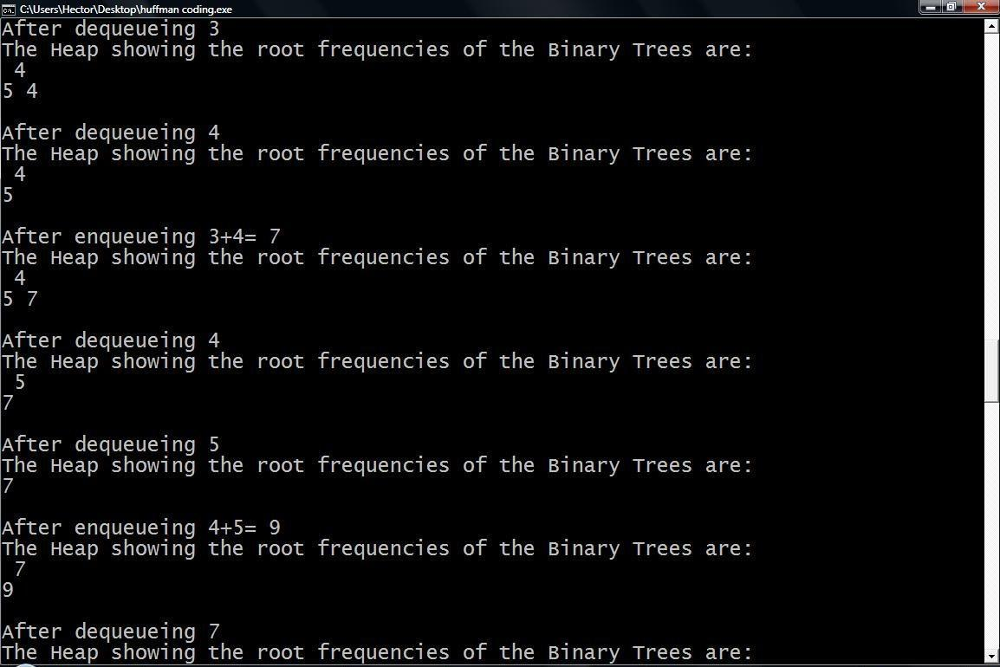 C:\Users\Hector\Desktop\huffman coding.exe
After dequeueing 3
The Heap showing the root frequencies of the Binary Trees are:
 4
5 4

After dequeueing 4
The Heap showing the root frequencies of the Binary Trees are:
 4
5

After enqueueing 3+4= 7
The Heap showing the root frequencies of the Binary Trees are:
 4
5 7

After dequeueing 4
The Heap showing the root frequencies of the Binary Trees are:
 5
7

After dequeueing 5
The Heap showing the root frequencies of the Binary Trees are:
7

After enqueueing 4+5= 9
The Heap showing the root frequencies of the Binary Trees are:
 7
9

After dequeueing 7
The Heap showing the root frequencies of the Binary Trees are: